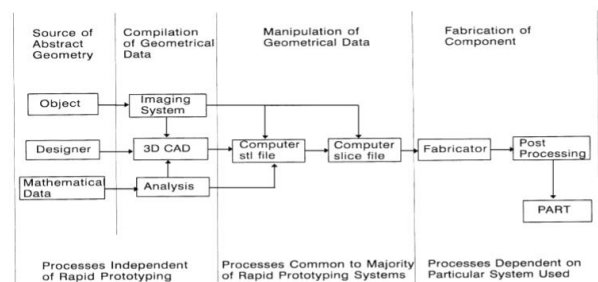 Source of
Abstract
Geometry
Compilation
of Geometrical
Data
Manipulation of
Geometrical Data
Fabrication of
Component
Object
Imaging
System
Designer
3D CAD
Computer
stl file
Computer
slice file
Fabricator
Post
Processing
Mathematical
Data
Analysis
PART
Processes Independent
of Rapid Prototyping
Processes Common to Majority
of Rapid Prototyping Systems
Processes Dependent on
Particular System Used